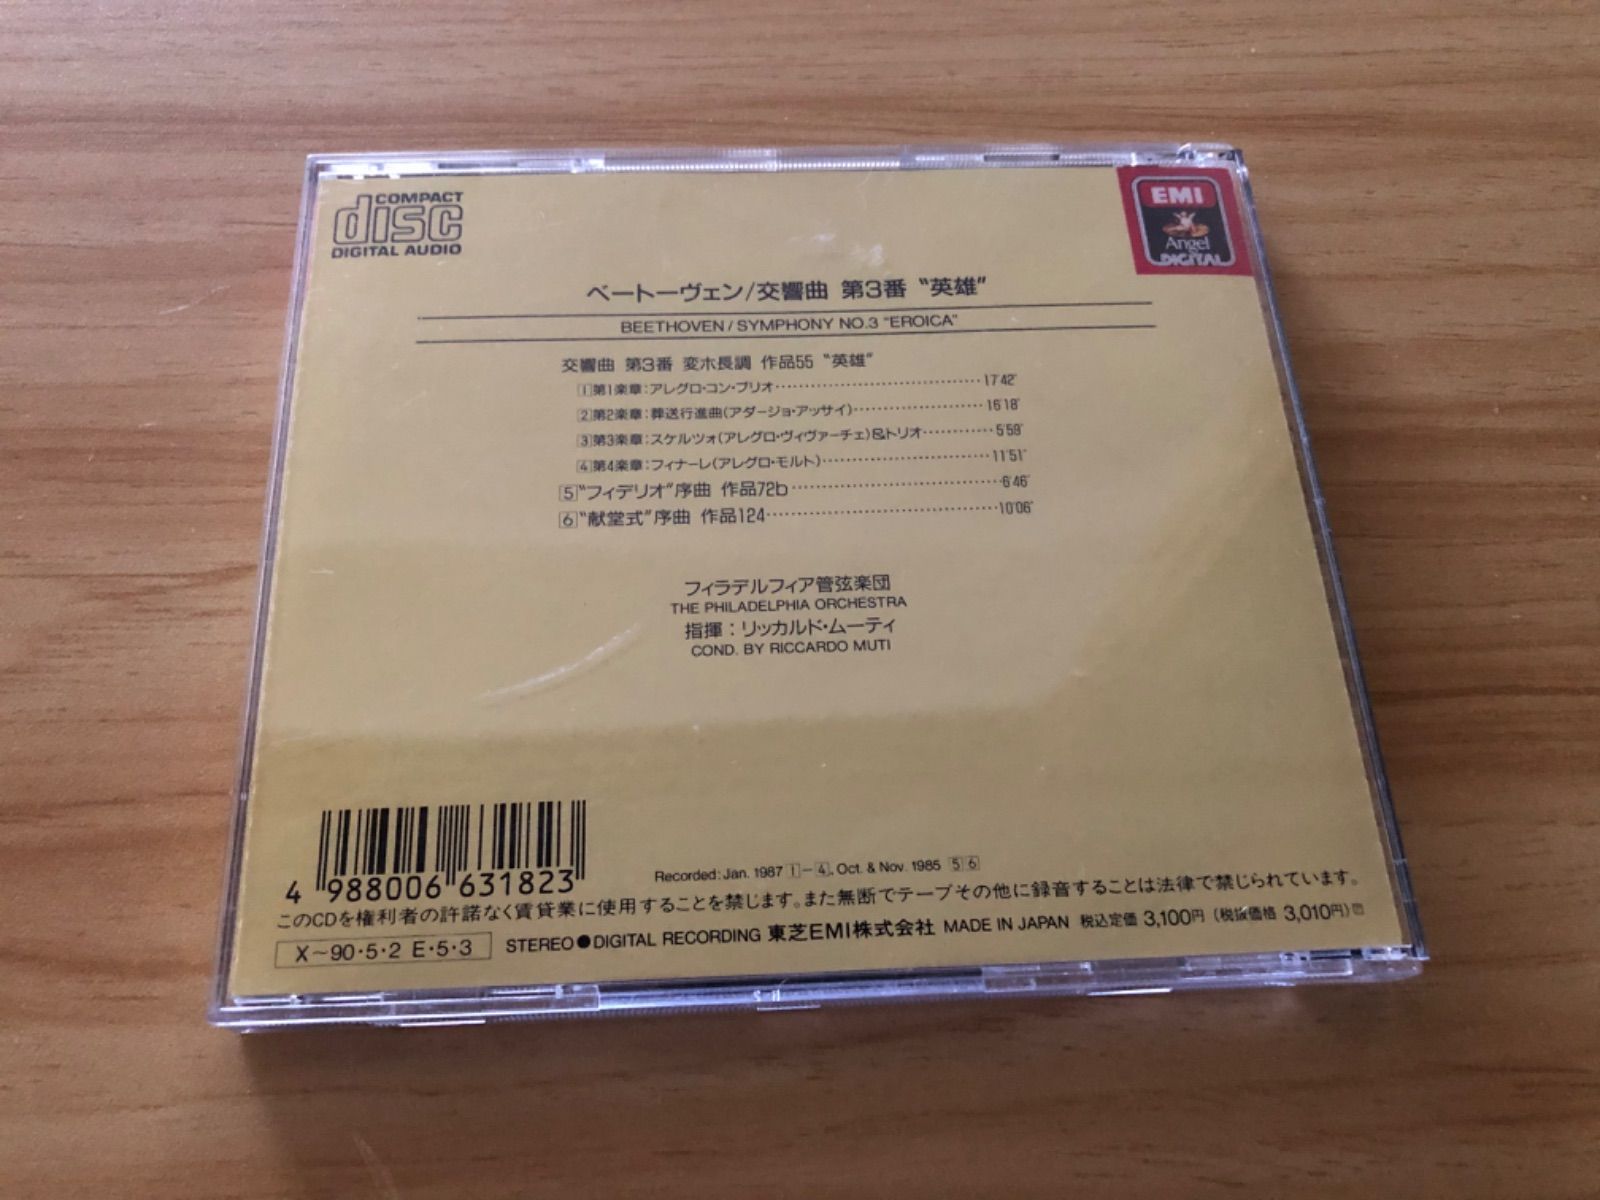 COMPACT
disc
DIGITAL AUDIO
EMI
Angel
DIGITAL
ベートーヴェン/交響曲 第3番 “英雄”
BEETHOVEN/SYMPHONY NO.3 "EROICA"
交響曲 第3番 変ホ長調 作品55 “英雄”
1第1楽章:アレグロ・コン・ブリオ……………………………17'42"
2第2楽章:葬送行進曲(アダージョ・アッサイ)…………………16'18"
3第3楽章:スケルツォ(アレグロ・ヴィヴァーチェ)&トリオ…………5'59"
4第4楽章:フィナーレ(アレグロ・モルト)………………………11'51"
5“フィデリオ”序曲 作品72b……………………………6'46"
6“献堂式”序曲 作品124…………………………………10'06"
フィラデルフィア管弦楽団
THE PHILADELPHIA ORCHESTRA
指揮:リッカルド・ムーティ
COND. BY RICCARDO MUTI
4 988006 631823
Recorded: Jan. 1987 1–4, Oct. & Nov. 1985 5 6
このCDを権利者の許諾なく賃貸業に使用することを禁じます。また無断でテープその他に録音することは法律で禁じられています。
X〜90・5・2 E・5・3 STEREO●DIGITAL RECORDING 東芝EMI株式会社 MADE IN JAPAN 税込定価 3,100円 (税抜価格 3,010円)